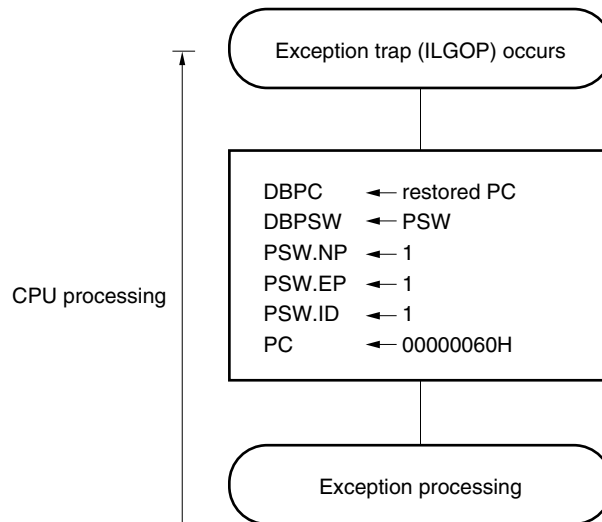 Exception trap (ILGOP) occurs
DBPC ← restored PC
DBPSW ← PSW
PSW.NP ← 1
PSW.EP ← 1
PSW.ID ← 1
PC ← 00000060H
CPU processing
Exception processing